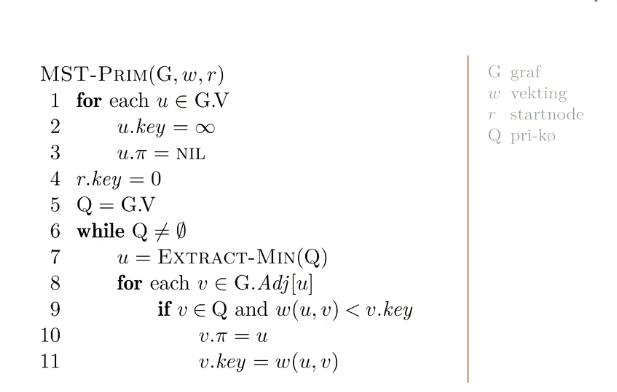 MST-PRIM(G, w, r)
1 for each u ∈ G.V
2 u.key = ∞
3 u.π = NIL
4 r.key = 0
5 Q = G.V
6 while Q ≠ ∅
7 u = EXTRACT-MIN(Q)
8 for each v ∈ G.Adj[u]
9 if v ∈ Q and w(u, v) < v.key
10 v.π = u
11 v.key = w(u, v)
G graf
w vekting
r startnode
Q pri-kø